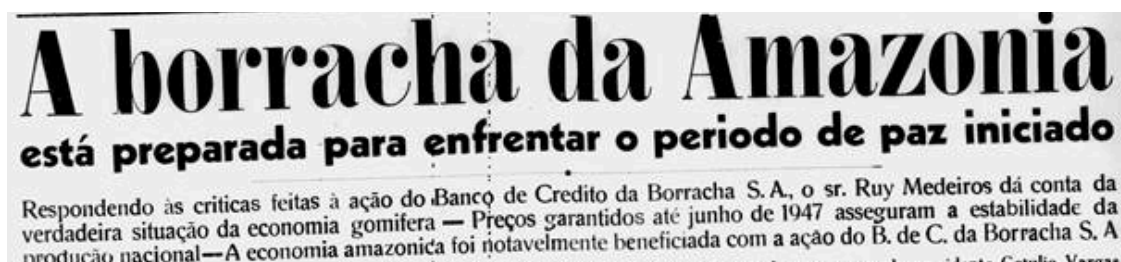 A borracha da Amazonia
está preparada para enfrentar o periodo de paz iniciado
Respondendo às criticas feitas à ação do Banco de Credito da Borracha S. A., o sr. Ruy Medeiros dá conta da
verdadeira situação da economia gomifera — Preços garantidos até junho de 1947 asseguram a estabilidade da
produção nacional—A economia amazonica foi notavelmente beneficiada com a ação do B. de C. da Borracha S. A
Getulio Vargas